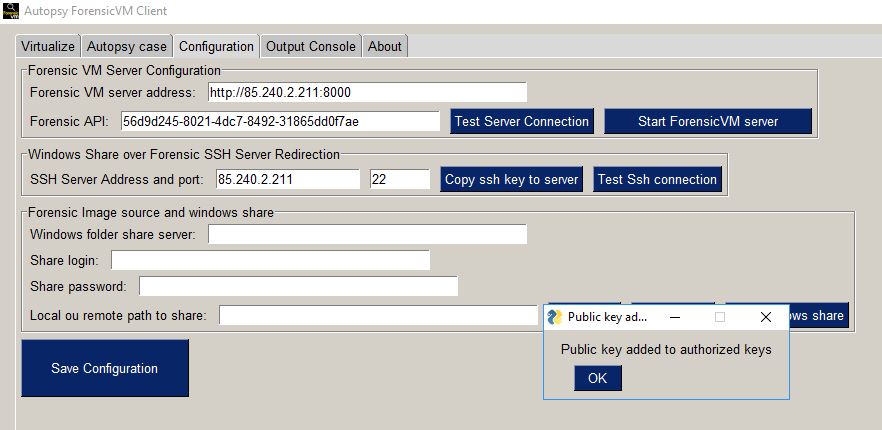 Autopsy ForensicVM Client
Virtualize Autopsy case Configuration Output Console About
Forensic VM Server Configuration
Forensic VM server address: http://85.240.2.211:8000
Forensic API: 56d9d245-8021-4dc7-8492-31865dd0f7ae Test Server Connection Start ForensicVM server
Windows Share over Forensic SSH Server Redirection
SSH Server Address and port: 85.240.2.211 22 Copy ssh key to server Test Ssh connection
Forensic Image source and windows share
Windows folder share server:
Share login:
Share password:
Local ou remote path to share: share
Public key ad...
Public key added to authorized keys
OK
Save Configuration